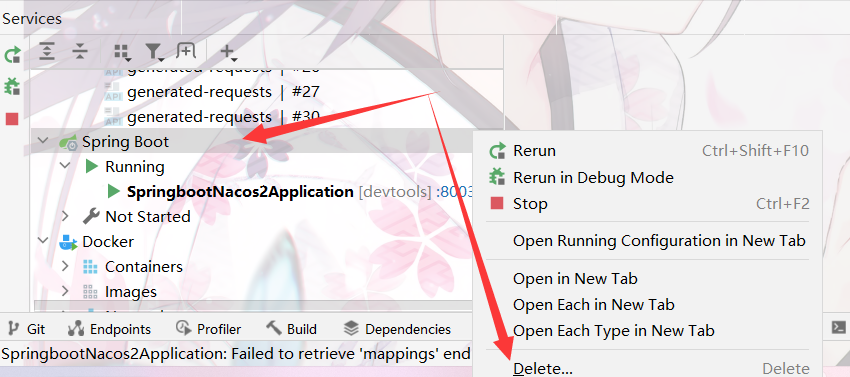 Services
generated-requests | #26
generated-requests | #27
generated-requests | #30
Spring Boot
Running
SpringbootNacos2Application [devtools] :8003
Not Started
Docker
Containers
Images
Rerun Ctrl+Shift+F10
Rerun in Debug Mode
Stop Ctrl+F2
Open Running Configuration in New Tab
Open in New Tab
Open Each in New Tab
Open Each Type in New Tab
Delete... Delete
Git Endpoints Profiler Build Dependencies
SpringbootNacos2Application: Failed to retrieve 'mappings' end